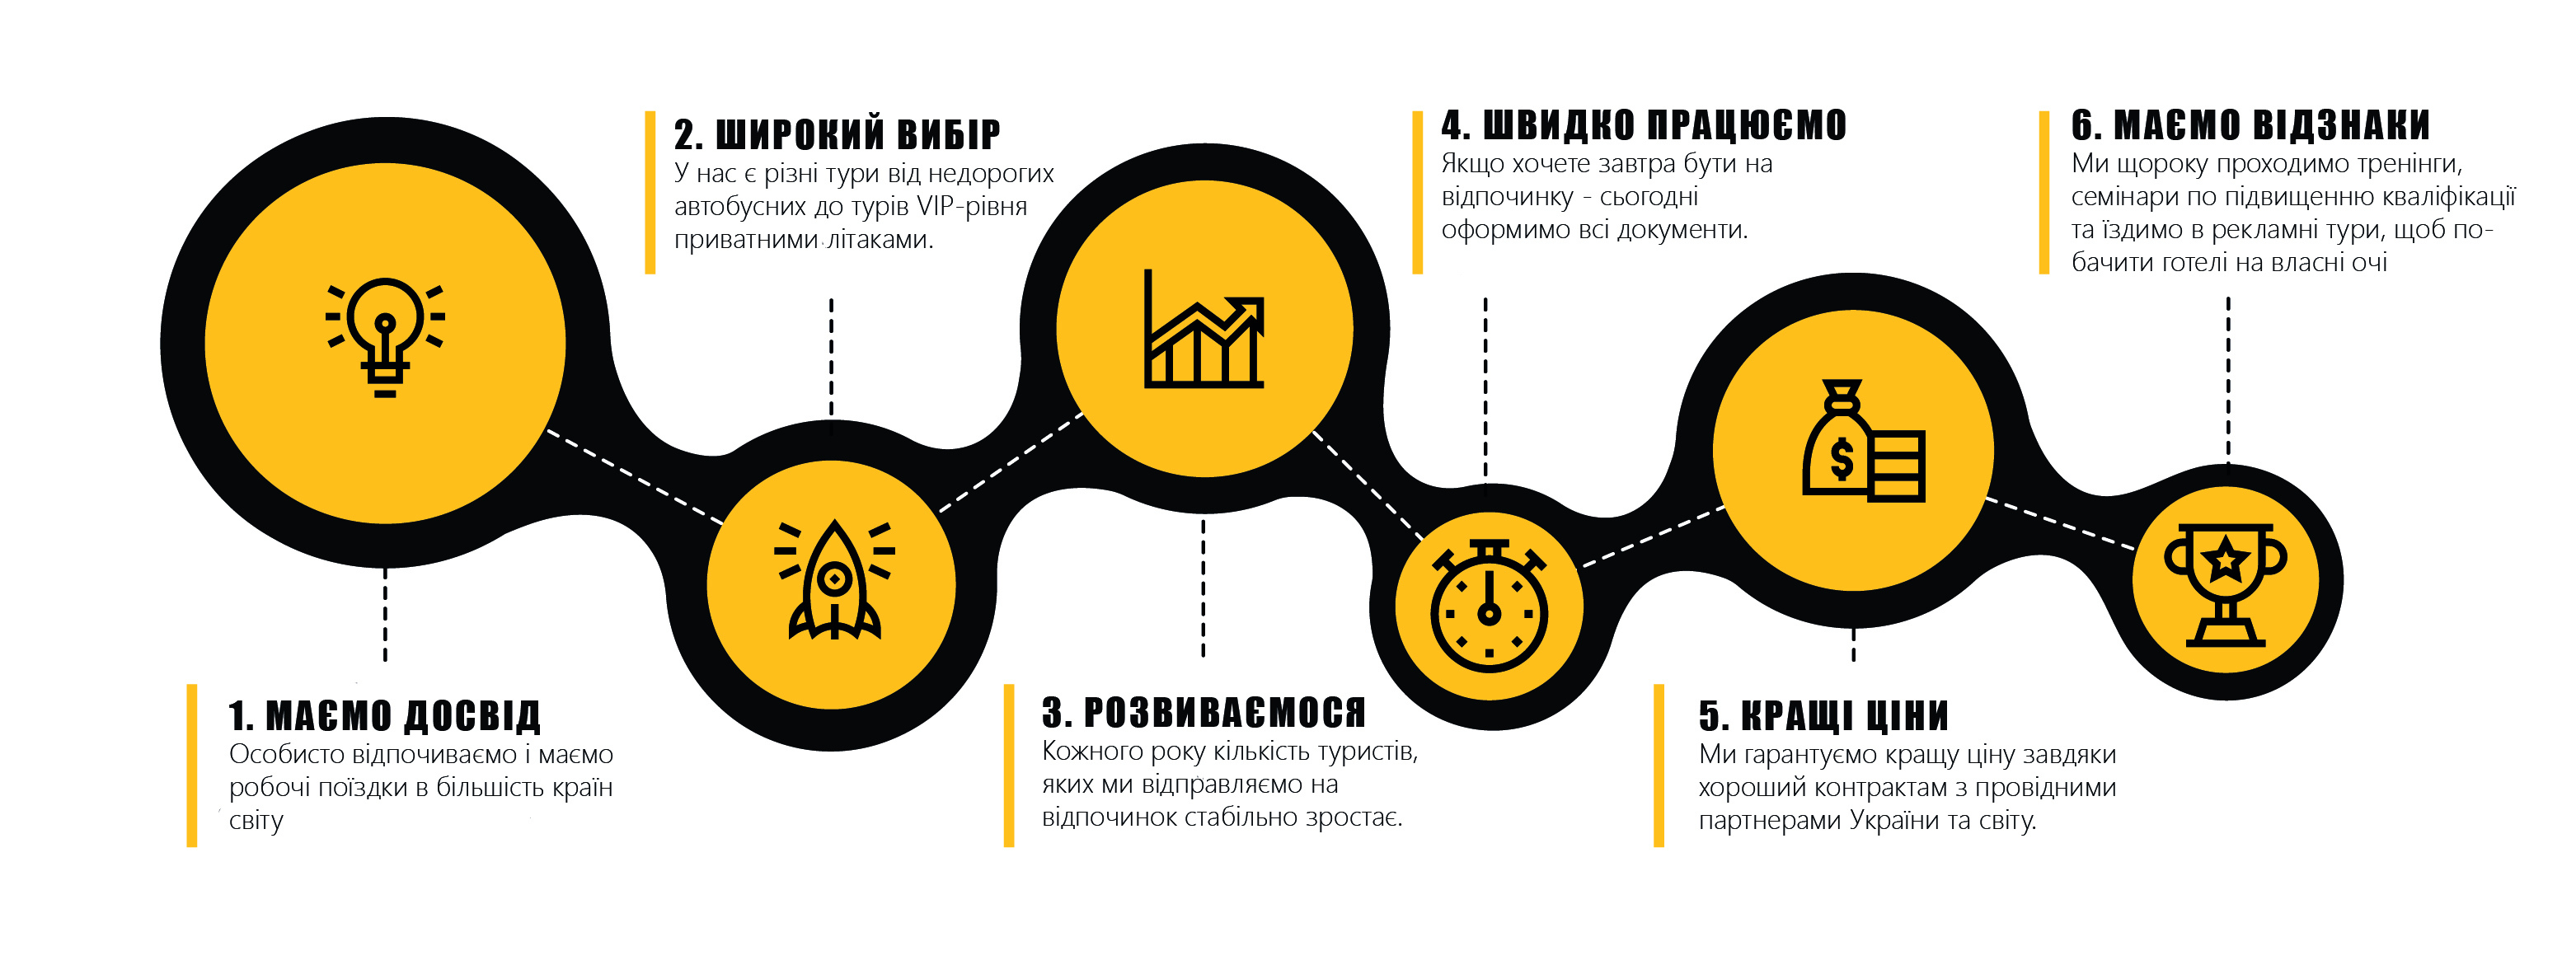 1. МАЄМО ДОСВІД
Особисто відпочиваємо і маємо
робочі поїздки в більшість країн
світу
2. ШИРОКИЙ ВИБІР
У нас є різні тури від недорогих
автобусних до турів VIP-рівня
приватними літаками.
3. РОЗВИВАЄМОСЯ
Кожного року кількість туристів,
яких ми відправляємо на
відпочинок стабільно зростає.
4. ШВИДКО ПРАЦЮЄМО
Якщо хочете завтра бути на
відпочинку - сьогодні
оформимо всі документи.
5. КРАЩІ ЦІНИ
Ми гарантуємо кращу ціну завдяки
хороший контрактам з провідними
партнерами України та світу.
6. МАЄМО ВІДЗНАКИ
Ми щороку проходимо тренінги,
семінари по підвищенню кваліфікації
та їздимо в рекламні тури, щоб по-
бачити готелі на власні очі
$